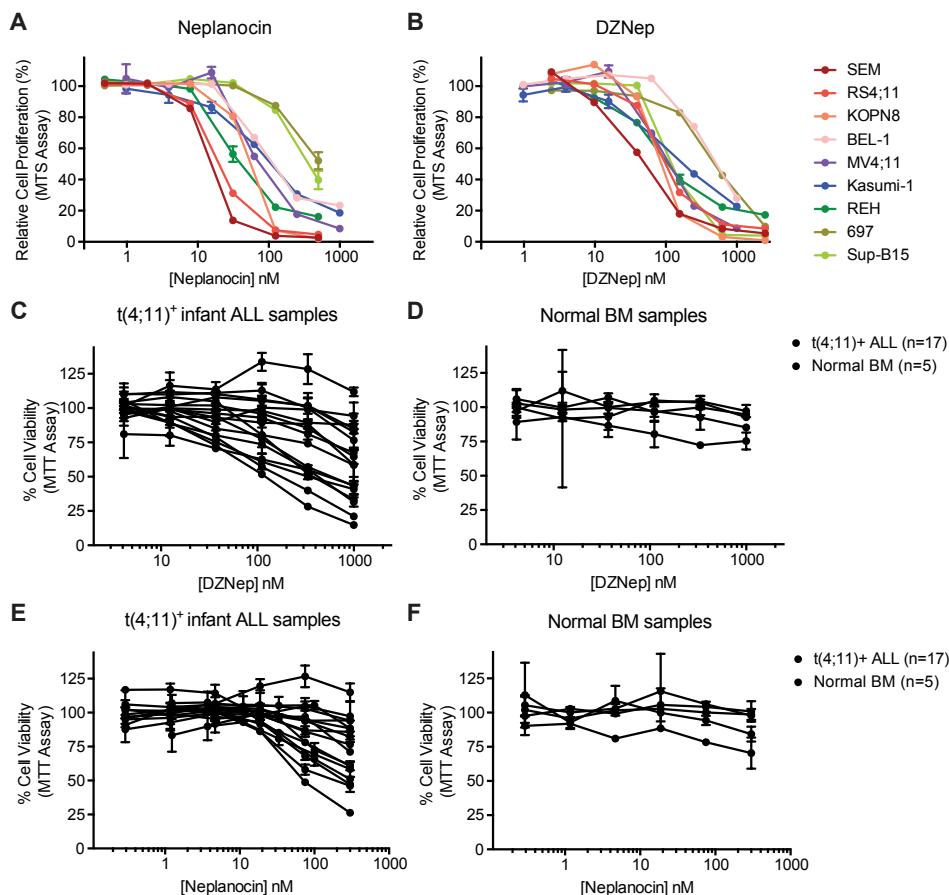 A
Neplanocin
Relative Cell Proliferation (%)
(MTS Assay)
120
100
80
60
40
20
0
1
10
100
1000
[Neplanocin] nM
B
DZNep
Relative Cell Proliferation (%)
(MTS Assay)
120
100
80
60
40
20
0
1
10
100
1000
[DZNep] nM
SEM
RS4;11
KOPN8
BEL-1
MV4;11
Kasumi-1
REH
697
Sup-B15
C
t(4;11)+ infant ALL samples
% Cell Viability
(MTT Assay)
125
100
75
50
25
0
10
100
1000
[DZNep] nM
D
Normal BM samples
% Cell Viability
(MTT Assay)
125
100
75
50
25
0
10
100
1000
[DZNep] nM
t(4;11)+ ALL (n=17)
Normal BM (n=5)
E
t(4;11)+ infant ALL samples
% Cell Viability
(MTT Assay)
125
100
75
50
25
0
1
10
100
1000
[Neplanocin] nM
F
Normal BM samples
% Cell Viability
(MTT Assay)
125
100
75
50
25
0
1
10
100
1000
[Neplanocin] nM
t(4;11)+ ALL (n=17)
Normal BM (n=5)